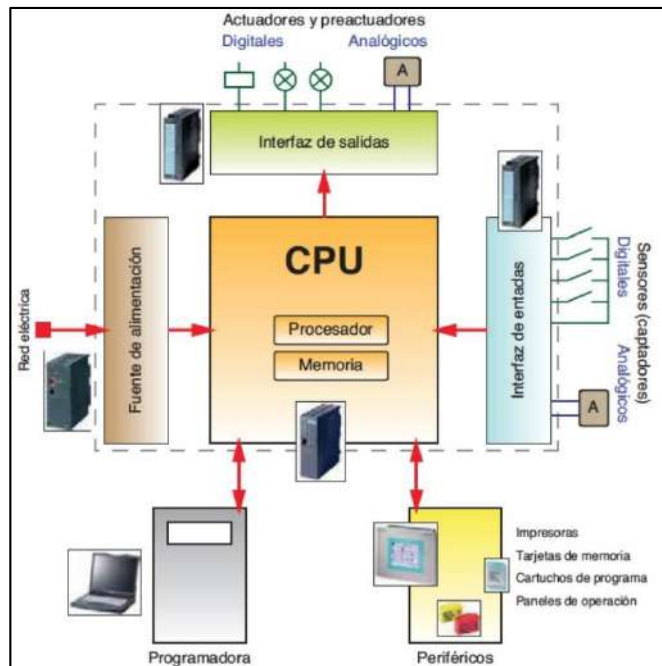 Actuadores y preactuadores
Digitales
Analógicos
A
Interfaz de salidas
Red eléctrica
Fuente de alimentación
CPU
Procesador
Memoria
Interfaz de entadas
Digitales
Sensores (captadores)
Analógicos
A
Impresoras
Tarjetas de memoria
Cartuchos de programa
Paneles de operación
Programadora
Periféricos